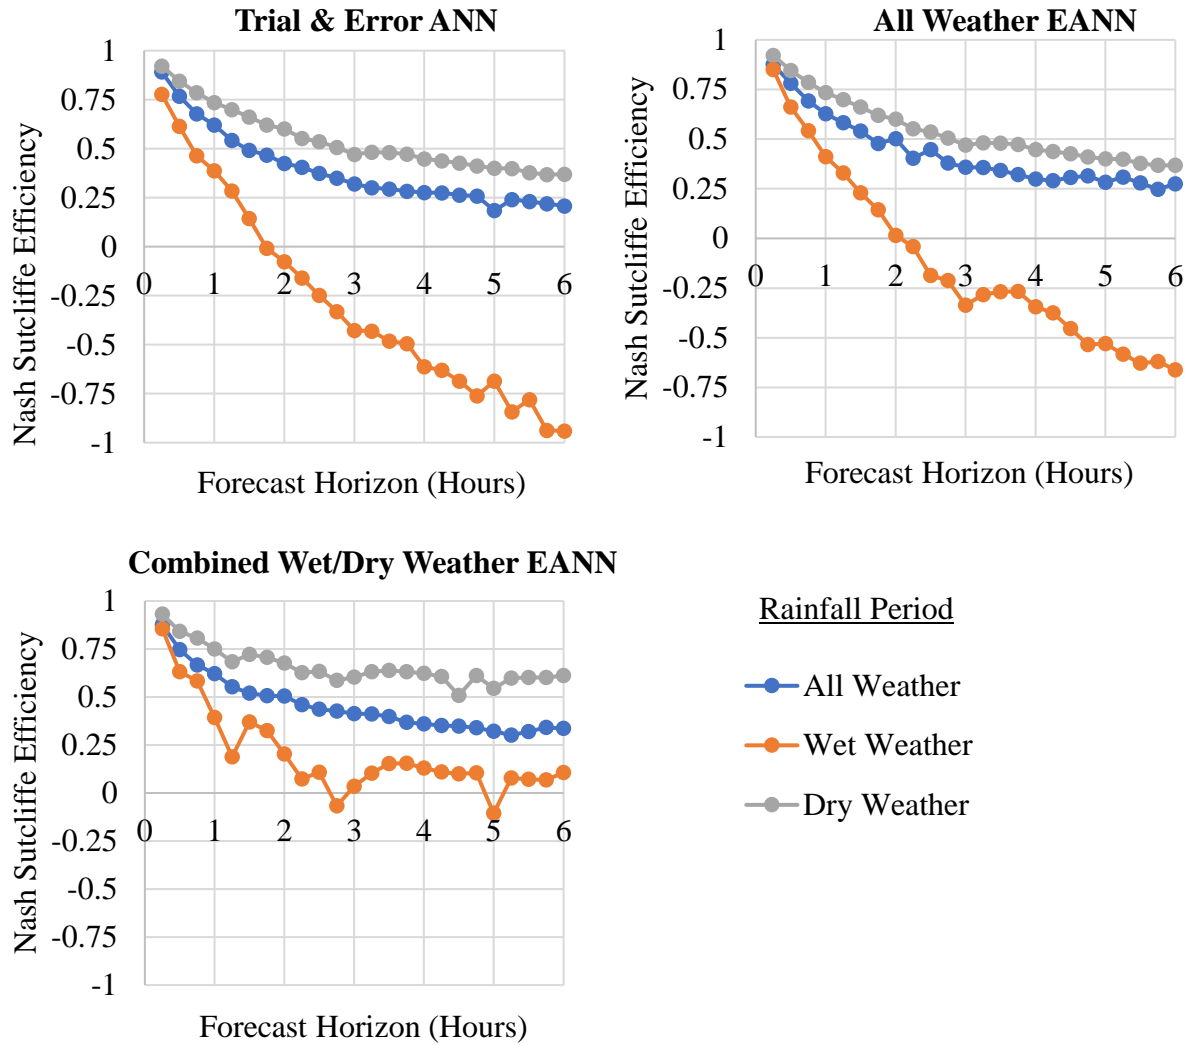 Trial & Error ANN
1
0.75
0.5
0.25
0
-0.25
-0.5
-0.75
-1
0 1 2 3 4 5 6
Nash Sutcliffe Efficiency
Forecast Horizon (Hours)
All Weather EANN
1
0.75
0.5
0.25
0
-0.25
-0.5
-0.75
-1
0 1 2 3 4 5 6
Nash Sutcliffe Efficiency
Forecast Horizon (Hours)
Combined Wet/Dry Weather EANN
1
0.75
0.5
0.25
0
-0.25
-0.5
-0.75
-1
0 1 2 3 4 5 6
Nash Sutcliffe Efficiency
Forecast Horizon (Hours)
Rainfall Period
All Weather
Wet Weather
Dry Weather